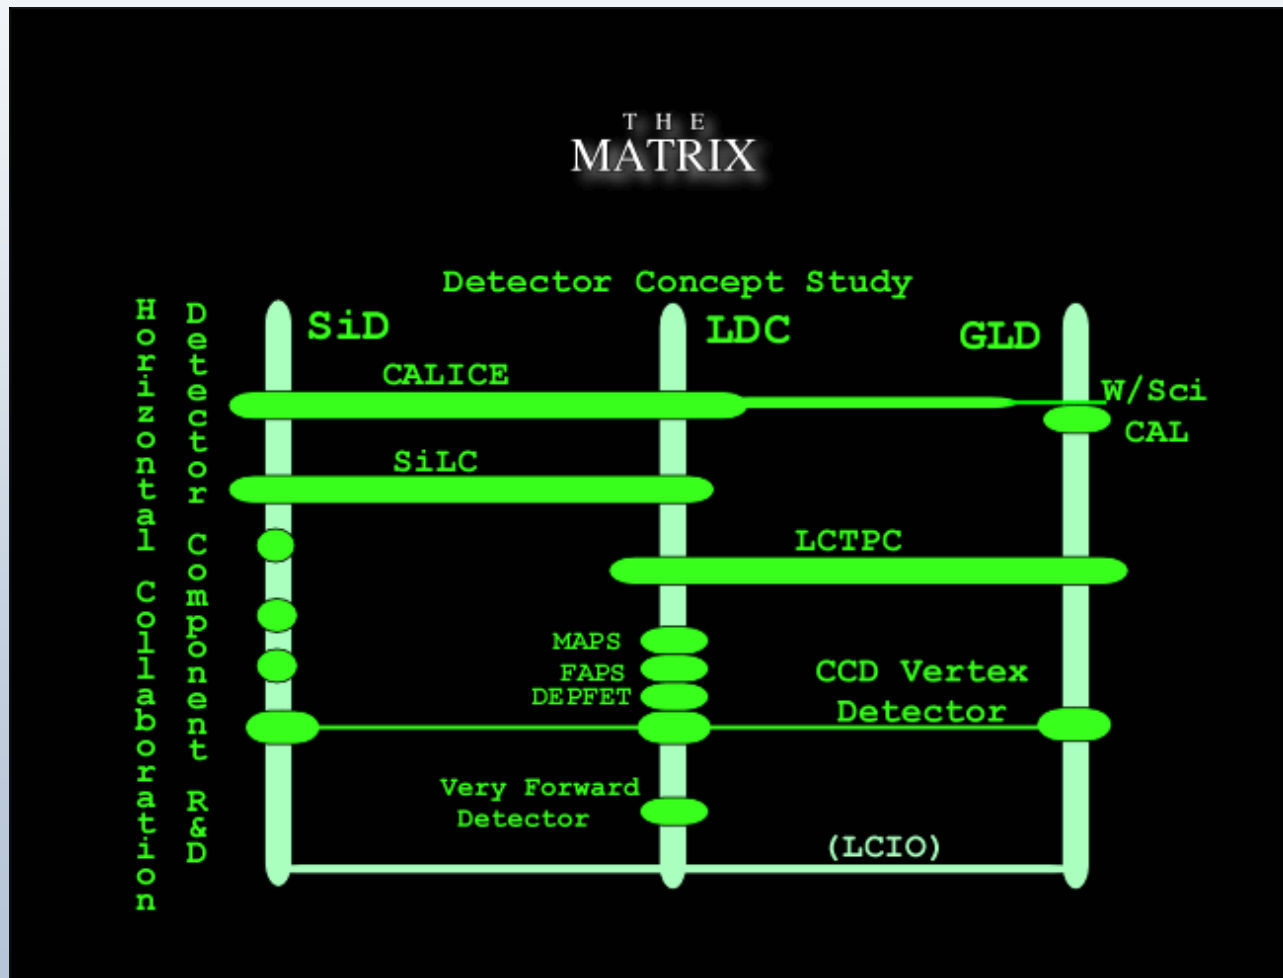 T H E
MATRIX
Detector Concept Study
Horizontal Collaboration
Detector Component R&D
SiD
LDC
GLD
CALICE
W/Sci
CAL
SiLC
LCTPC
MAPS
FAPS
DEPFET
CCD Vertex
Detector
Very Forward
Detector
(LCIO)